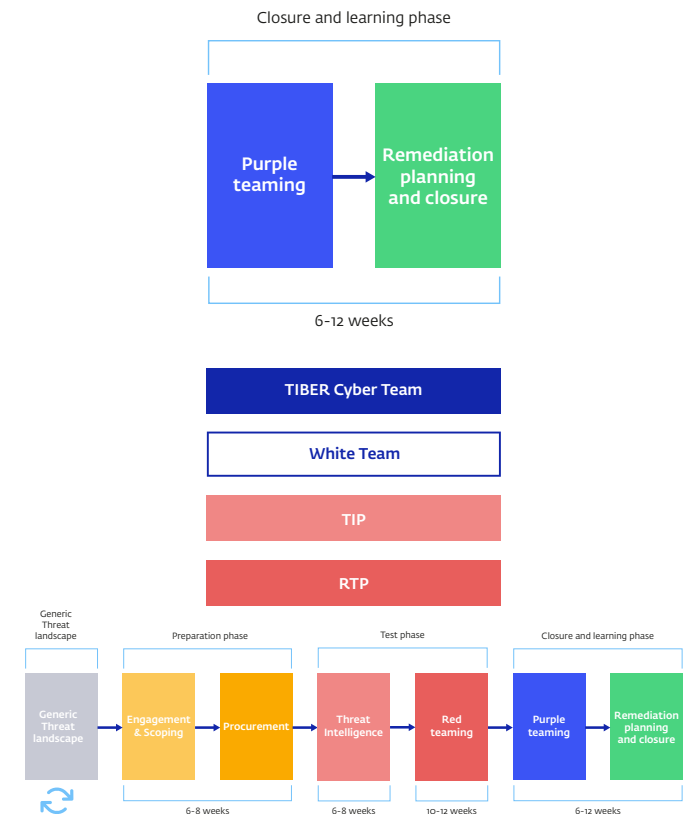 Closure and learning phase
Purple
teaming
Remediation
planning
and closure
6-12 weeks
TIBER Cyber Team
White Team
TIP
RTP
Generic
Threat
landscape
Preparation phase
Test phase
Closure and learning phase
Generic
Threat
landscape
Engagement
& Scoping
Procurement
Threat
Intelligence
Red
teaming
Purple
teaming
Remediation
planning
and closure
6-8 weeks
6-8 weeks
10-12 weeks
6-12 weeks